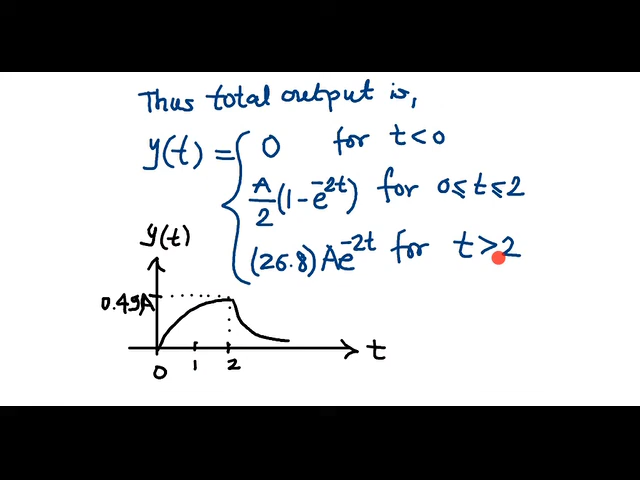 Thus total output is,
y(t) = { 0 for t < 0
A/2 (1 - e^-2t) for 0 ≤ t ≤ 2
(26.8) Ae^-2t for t > 2
y(t)
0.49A
0 1 2 t